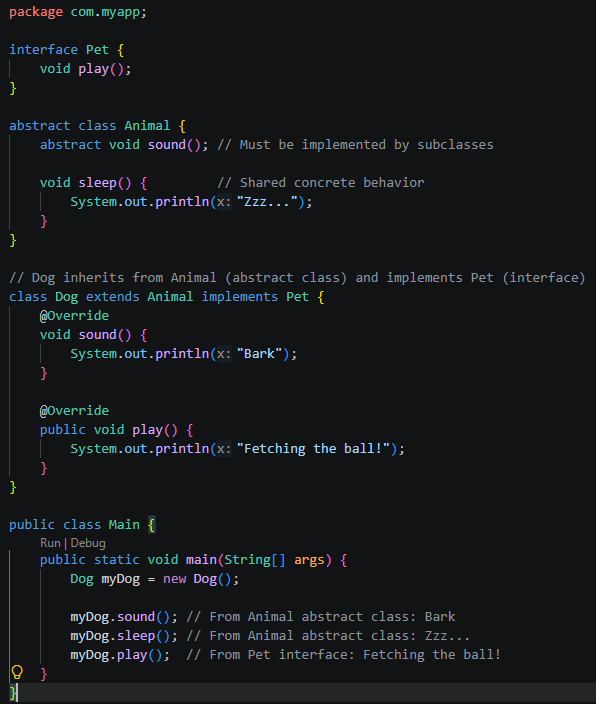 package com.myapp;

interface Pet {
    void play();
}

abstract class Animal {
    abstract void sound(); // Must be implemented by subclasses

    void sleep() {         // Shared concrete behavior
        System.out.println(x: "Zzz...");
    }
}

// Dog inherits from Animal (abstract class) and implements Pet (interface)
class Dog extends Animal implements Pet {
    @Override
    void sound() {
        System.out.println(x: "Bark");
    }

    @Override
    public void play() {
        System.out.println(x: "Fetching the ball!");
    }
}

public class Main {
    Run | Debug
    public static void main(String[] args) {
        Dog myDog = new Dog();

        myDog.sound(); // From Animal abstract class: Bark
        myDog.sleep(); // From Animal abstract class: Zzz...
        myDog.play();  // From Pet interface: Fetching the ball!
    }
}